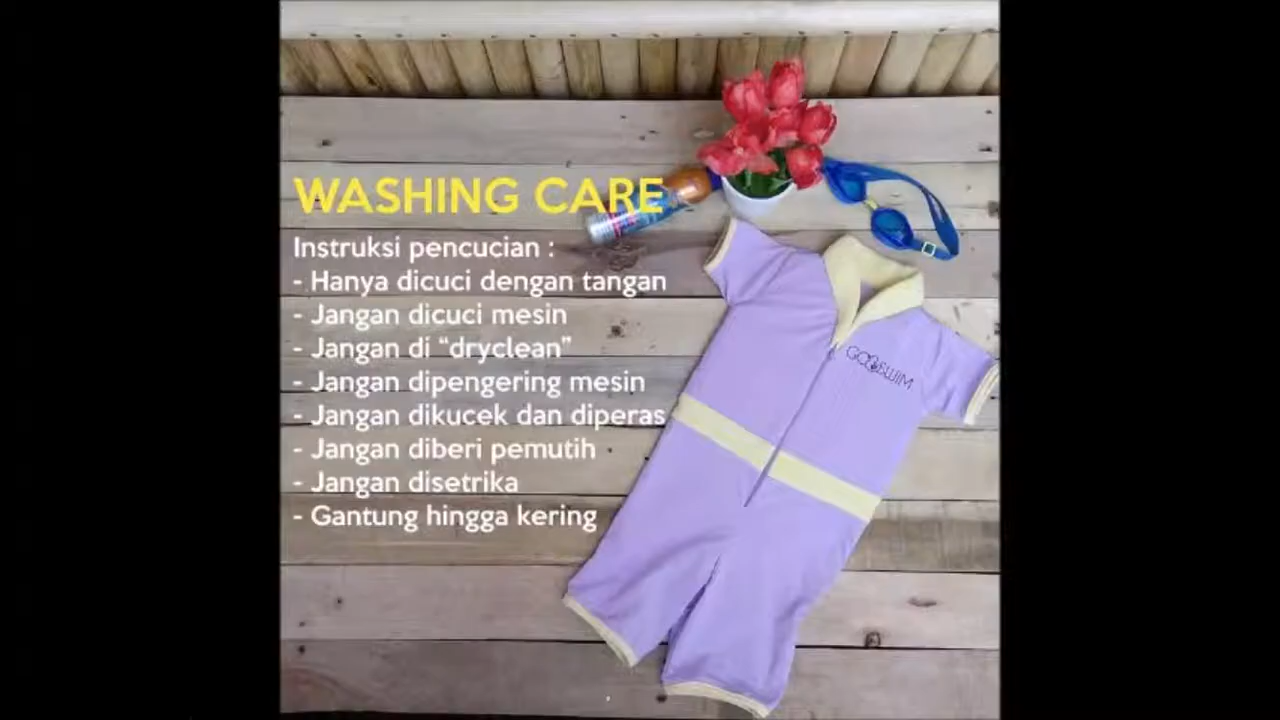 WASHING CARE
Instruksi pencucian :
- Hanya dicuci dengan tangan
- Jangan dicuci mesin
- Jangan di “dryclean”
- Jangan dipengering mesin
- Jangan dikucek dan diperas
- Jangan diberi pemutih
- Jangan disetrika
- Gantung hingga kering